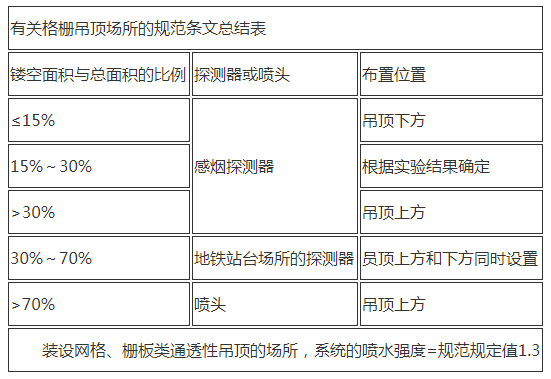 有关格栅吊顶场所的规范条文总结表
镂空面积与总面积的比例 探测器或喷头 布置位置
≤15% 吊顶下方
15%～30% 感烟探测器 根据实验结果确定
>30% 吊顶上方
30%～70% 地铁站台场所的探测器 员顶上方和下方同时设置
>70% 喷头 吊顶上方
装设网格、栅板类通透性吊顶的场所，系统的喷水强度=规范规定值1.3